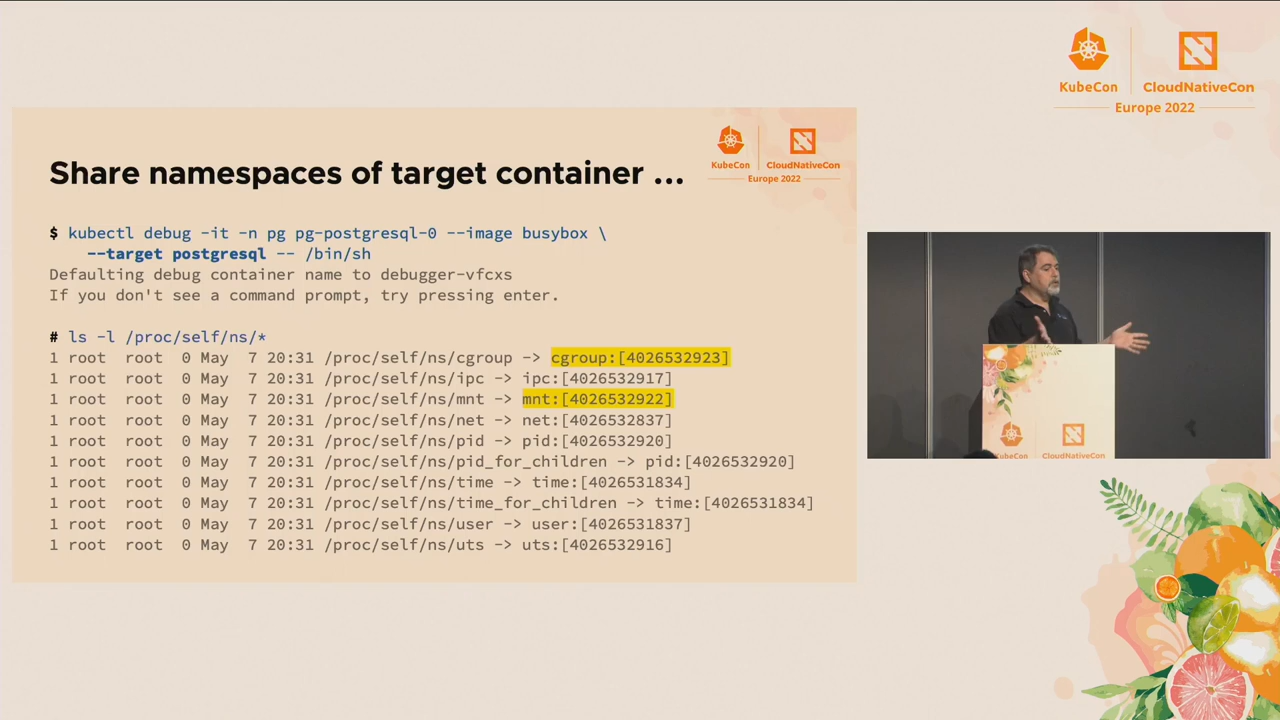 KubeCon
CloudNativeCon
Europe 2022
KubeCon
CloudNativeCon
Europe 2022
Share namespaces of target container ...
$ kubectl debug -it -n pg pg-postgresql-0 --image busybox \
--target postgresql -- /bin/sh
Defaulting debug container name to debugger-vfcxs
If you don't see a command prompt, try pressing enter.
# ls -l /proc/self/ns/*
1 root root 0 May 7 20:31 /proc/self/ns/cgroup -> cgroup:[4026532923]
1 root root 0 May 7 20:31 /proc/self/ns/ipc -> ipc:[4026532917]
1 root root 0 May 7 20:31 /proc/self/ns/mnt -> mnt:[4026532922]
1 root root 0 May 7 20:31 /proc/self/ns/net -> net:[4026532837]
1 root root 0 May 7 20:31 /proc/self/ns/pid -> pid:[4026532920]
1 root root 0 May 7 20:31 /proc/self/ns/pid_for_children -> pid:[4026532920]
1 root root 0 May 7 20:31 /proc/self/ns/time -> time:[4026531834]
1 root root 0 May 7 20:31 /proc/self/ns/time_for_children -> time:[4026531834]
1 root root 0 May 7 20:31 /proc/self/ns/user -> user:[4026531837]
1 root root 0 May 7 20:31 /proc/self/ns/uts -> uts:[4026532916]
KubeCon
CloudNativeCon